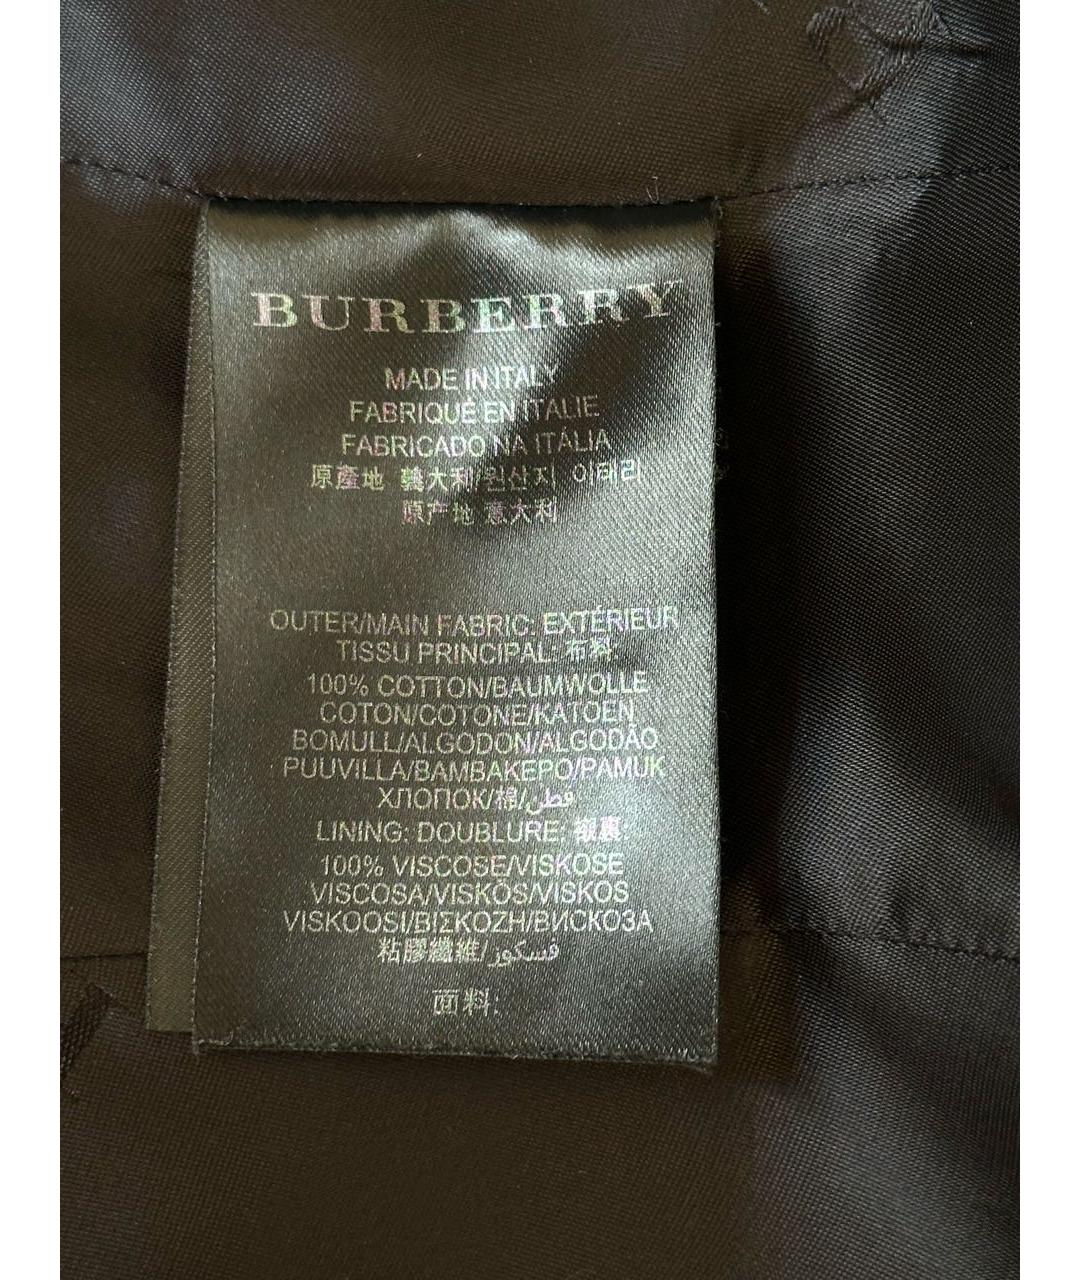 BURBERRY
MADE IN ITALY
FABRIQUÉ EN ITALIE
FABRICADO NA ITÁLIA
原產地 義大利/원산지 이태리
原产地 意大利
OUTER/MAIN FABRIC: EXTÉRIEUR
TISSU PRINCIPAL: 布料
100% COTTON/BAUMWOLLE
COTON/COTONE/KATOEN
BOMULL/ALGODON/ALGODÃO
PUUVILLA/BAMBAKEPO/PAMUK
ХЛОПОК/棉/قطن
LINING: DOUBLURE: 襯裏:
100% VISCOSE/VISKOSE
VISCOSA/VISKÓS/VISKOS
VISKOOSI/ΒΙΣΚΟΖΗ/ВИСКОЗА
粘膠纖維/فسكوز
面料: